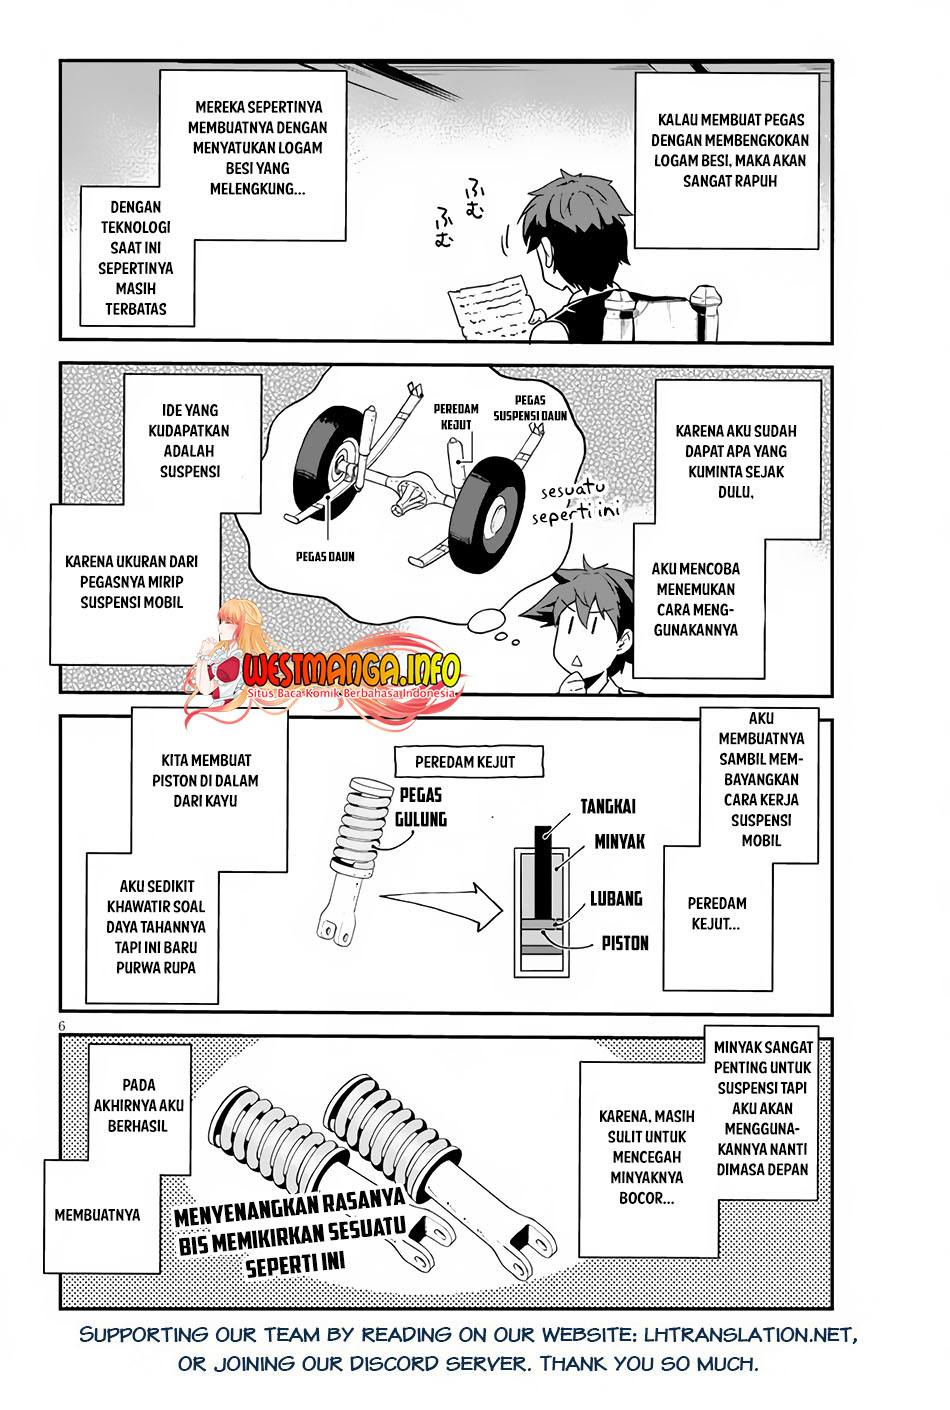 KALAU MEMBUAT PEGAS
DENGAN MEMBENGKOKAN
LOGAM BESI, MAKA AKAN
SANGAT RAPUH
ふむ
ふむ
MEREKA SEPERTINYA
MEMBUATNYA DENGAN
MENYATUKAN LOGAM
BESI YANG
MELENGKUNG...
DENGAN
TEKNOLOGI
SAAT INI
SEPERTINYA
MASIH
TERBATAS
KARENA AKU SUDAH
DAPAT APA YANG
KUMINTA SEJAK
DULU,
AKU MENCOBA
MENEMUKAN
CARA MENG-
GUNAKANNYA
PEGAS
SUSPENSI DAUN
PEREDAM
KEJUT
sesuatu
seperti ini
PEGAS DAUN
IDE YANG
KUDAPATKAN
ADALAH
SUSPENSI
KARENA UKURAN DARI
PEGASNYA MIRIP
SUSPENSI MOBIL
WESTMANGA.INFO
Situs Baca Komik Berbahasa Indonesia
AKU
MEMBUATNYA
SAMBIL MEM-
BAYANGKAN
CARA KERJA
SUSPENSI
MOBIL
PEREDAM
KEJUT...
PEREDAM KEJUT
PEGAS
GULUNG
TANGKAI
MINYAK
LUBANG
PISTON
KITA MEMBUAT
PISTON DI DALAM
DARI KAYU
AKU SEDIKIT
KHAWATIR SOAL
DAYA TAHANNYA
TAPI INI BARU
PURWA RUPA
6
MINYAK SANGAT
PENTING UNTUK
SUSPENSI TAPI
AKU AKAN
MENGGUNA-
KANNYA NANTI
DIMASA DEPAN
KARENA, MASIH
SULIT UNTUK
MENCEGAH
MINYAKNYA
BOCOR...
PADA
AKHIRNYA AKU
BERHASIL
MEMBUATNYA
MENYENANGKAN RASANYA
BIS MEMIKIRKAN SESUATU
SEPERTI INI
SUPPORTING OUR TEAM BY READING ON OUR WEBSITE: LHTRANSLATION.NET,
OR JOINING OUR DISCORD SERVER. THANK YOU SO MUCH.